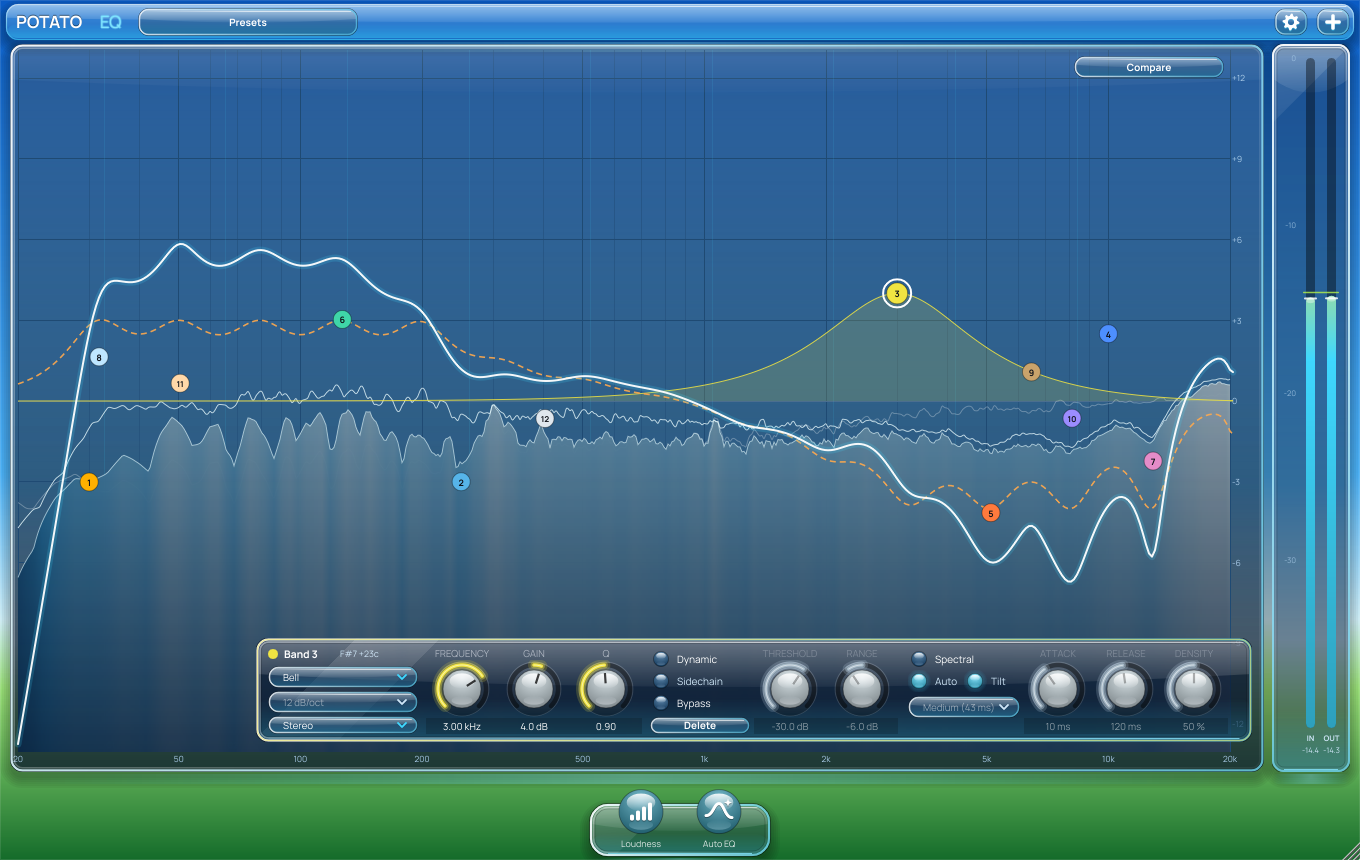 POTATO EQ Presets
Compare
+12
+9
+6
+3
0
-3
-6
-12
0
-10
-20
-30
3
4
6
8
9
11
12
10
7
1
2
5
Band 3 F#7 +23c
Bell
12 dB/oct
Stereo
FREQUENCY GAIN Q
3.00 kHz 4.0 dB 0.90
Dynamic
Sidechain
Bypass
Delete
THRESHOLD RANGE
-30.0 dB -6.0 dB
Spectral
Auto Tilt
Medium (43 ms)
ATTACK RELEASE DENSITY
10 ms 120 ms 50 %
20 50 100 200 500 1k 2k 5k 10k 20k
IN OUT
-14.4 -14.3
Loudness Auto EQ